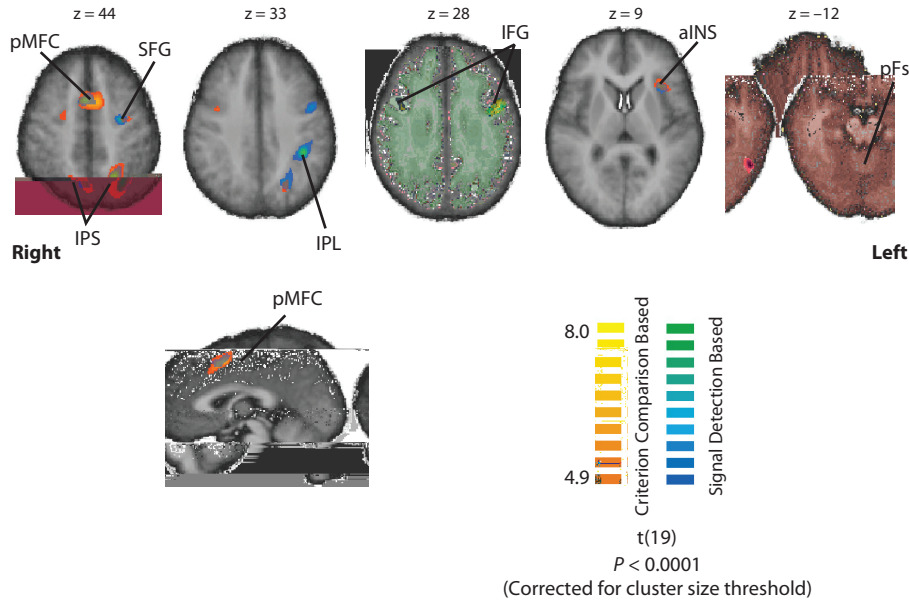 z = 44
z = 33
z = 28
z = 9
z = –12
pMFC
SFG
IFG
aINS
pFs
IPS
IPL
Right
Left
pMFC
8.0
4.9
Criterion Comparison Based
Signal Detection Based
t(19)
P < 0.0001
(Corrected for cluster size threshold)